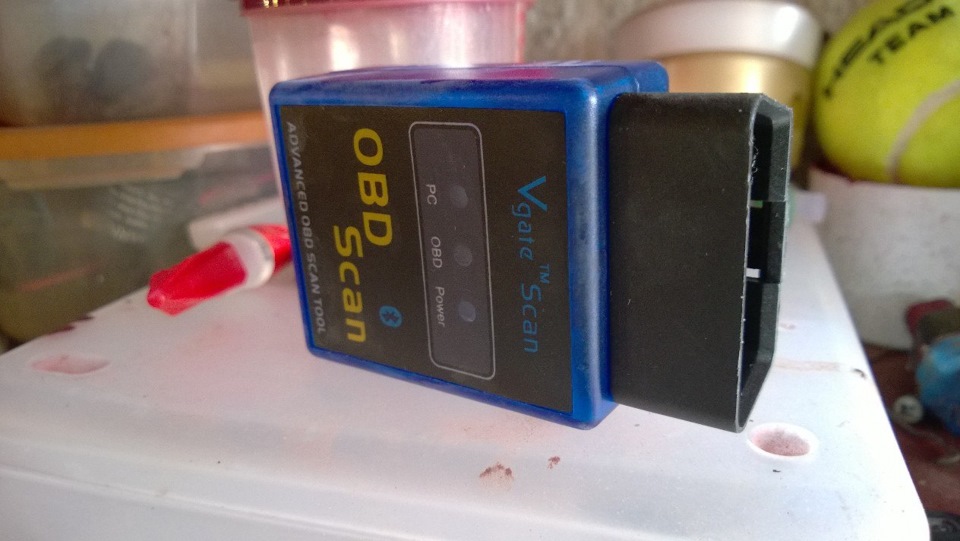 Vgate™ Scan
PC OBD Power
OBD
Scan
ADVANCED OBD SCAN TOOL
HEAD
TEAM